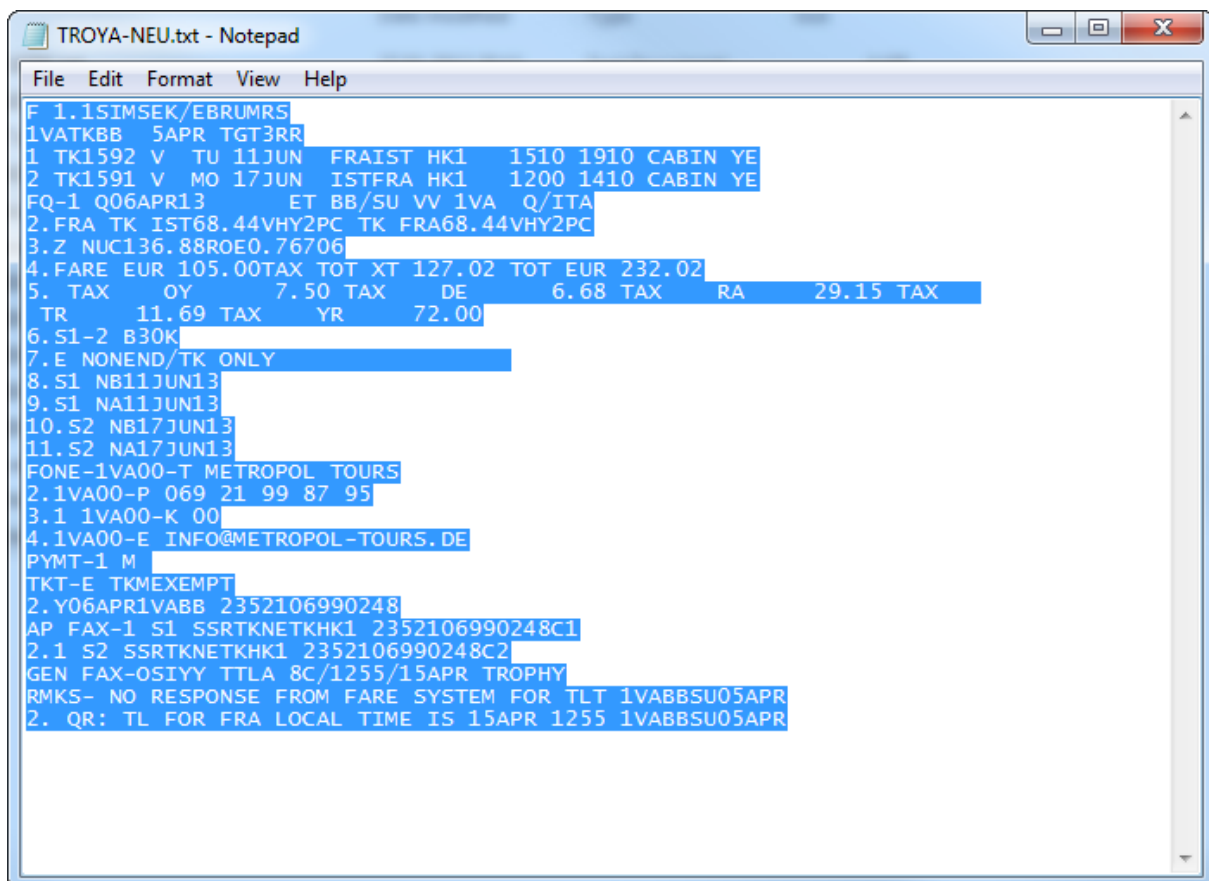 TROYA-NEU.txt - Notepad
File Edit Format View Help
F 1.1SIMSEK/EBRUMRS
1VATKBB  5APR TGT3RR
1 TK1592 V  TU 11JUN  FRAIST HK1   1510 1910 CABIN YE
2 TK1591 V  MO 17JUN  ISTFRA HK1   1200 1410 CABIN YE
FQ-1 Q06APR13      ET BB/SU VV 1VA  Q/ITA
2.FRA TK IST68.44VHY2PC TK FRA68.44VHY2PC
3.Z NUC136.88ROE0.76706
4.FARE EUR 105.00TAX TOT XT 127.02 TOT EUR 232.02
5. TAX    OY      7.50 TAX    DE      6.68 TAX    RA     29.15 TAX
 TR     11.69 TAX    YR     72.00
6.S1-2 B30K
7.E NONEND/TK ONLY
8.S1 NB11JUN13
9.S1 NA11JUN13
10.S2 NB17JUN13
11.S2 NA17JUN13
FONE-1VA00-T METROPOL TOURS
2.1VA00-P 069 21 99 87 95
3.1 1VA00-K 00
4.1VA00-E INFO@METROPOL-TOURS.DE
PYMT-1 M
TKT-E TKMEXEMPT
2.Y06APR1VABB 2352106990248
AP FAX-1 S1 SSRTKNETKHK1 2352106990248C1
2.1 S2 SSRTKNETKHK1 2352106990248C2
GEN FAX-OSIYY TTLA 8C/1255/15APR TROPHY
RMKS- NO RESPONSE FROM FARE SYSTEM FOR TLT 1VABBSU05APR
2. QR: TL FOR FRA LOCAL TIME IS 15APR 1255 1VABBSU05APR